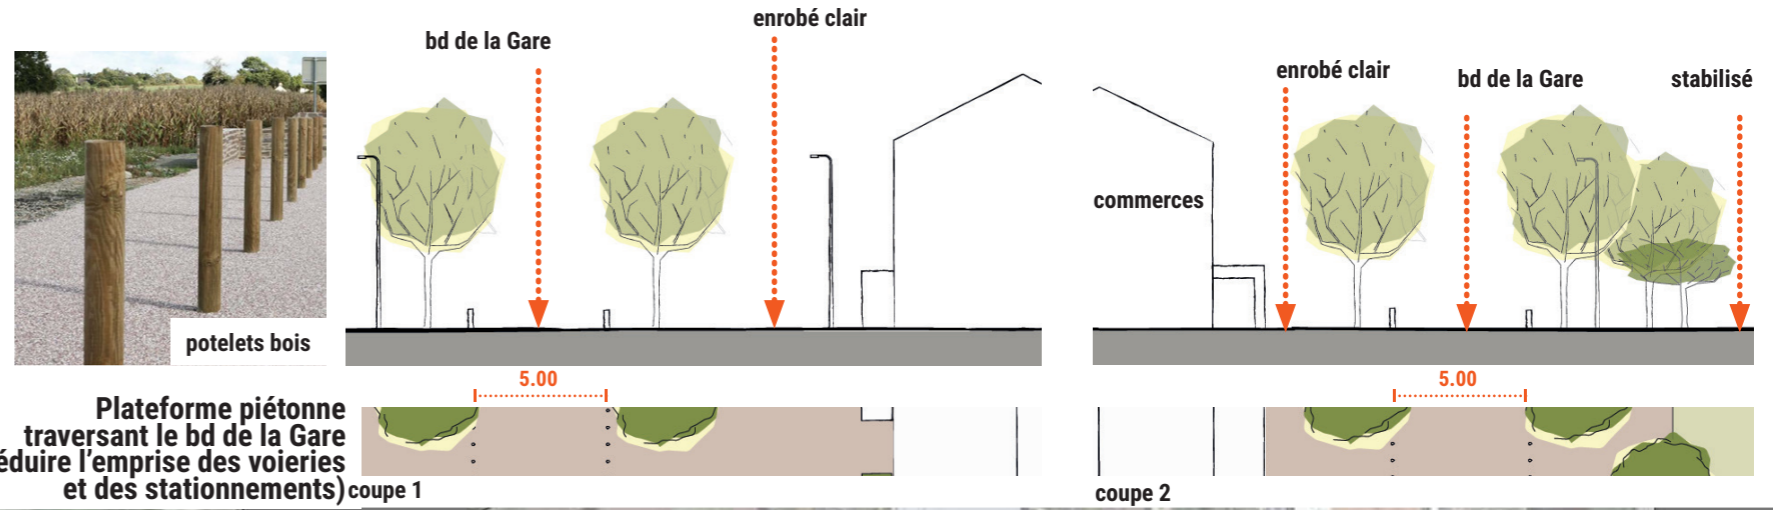 bd de la Gare
enrobé clair
enrobé clair
bd de la Gare
stabilisé
commerces
potelets bois
5.00
5.00
Plateforme piétonne
traversant le bd de la Gare
éduire l’emprise des voieries
et des stationnements)
coupe 1
coupe 2